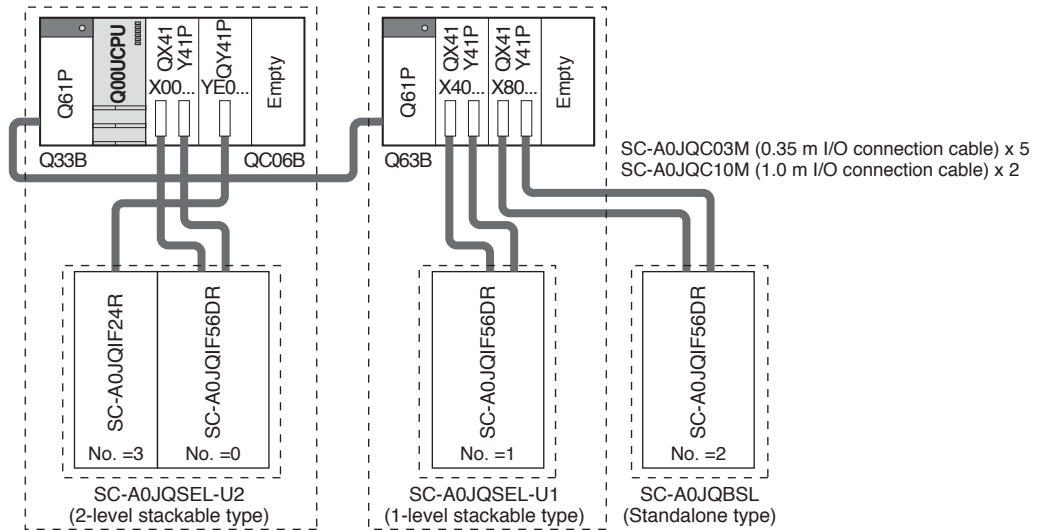 Q61P
Q00UCPU
QX41
Y41P
QY41P
X00...
YE0...
Empty
Q33B
QC06B
Q61P
QX41
Y41P
QX41
Y41P
X40...
X80...
Empty
Q63B
SC-A0JQC03M (0.35 m I/O connection cable) x 5
SC-A0JQC10M (1.0 m I/O connection cable) x 2
SC-A0JQIF24R
No. =3
SC-A0JQIF56DR
No. =0
SC-A0JQIF56DR
No. =1
SC-A0JQIF56DR
No. =2
SC-A0JQSEL-U2
(2-level stackable type)
SC-A0JQSEL-U1
(1-level stackable type)
SC-A0JQBSL
(Standalone type)